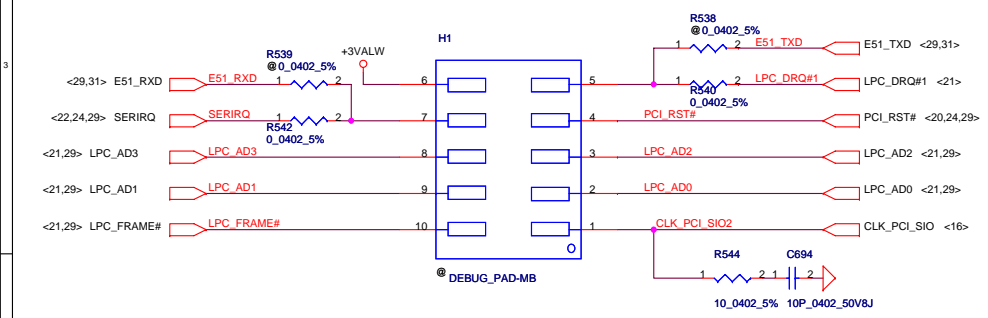 R538
@0_0402_5%
H1
1 2 E51_TXD E51_TXD <29,31>
+3VALW
R539
@0_0402_5%
3
<29,31> E51_RXD E51_RXD 1 2 6 5 1 2 LPC_DRQ#1 LPC_DRQ#1 <21>
R540
0_0402_5%
<22,24,29> SERIRQ SERIRQ 1 2 7 4 PCI_RST# PCI_RST# <20,24,29>
R542
0_0402_5%
<21,29> LPC_AD3 LPC_AD3 8 3 LPC_AD2 LPC_AD2 <21,29>
<21,29> LPC_AD1 LPC_AD1 9 2 LPC_AD0 LPC_AD0 <21,29>
<21,29> LPC_FRAME# LPC_FRAME# 10 1 CLK_PCI_SIO2 CLK_PCI_SIO <16>
O
R544 C694
@ DEBUG_PAD-MB
1 2 1 2
10_0402_5% 10P_0402_50V8J